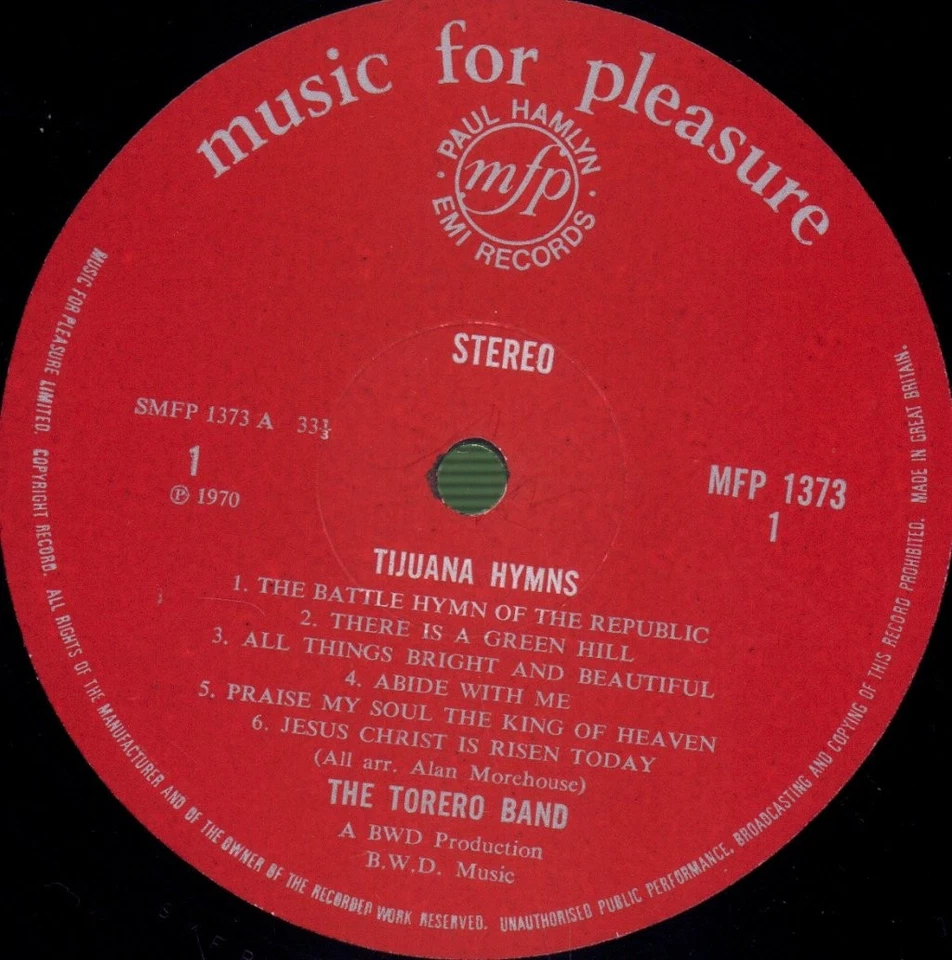 music for pleasure
PAUL HAMLYN
mfp
EMI RECORDS
STEREO
SMFP 1373 A 33⅓
1
℗ 1970
MFP 1373
1
TIJUANA HYMNS
1. THE BATTLE HYMN OF THE REPUBLIC
2. THERE IS A GREEN HILL
3. ALL THINGS BRIGHT AND BEAUTIFUL
4. ABIDE WITH ME
5. PRAISE MY SOUL THE KING OF HEAVEN
6. JESUS CHRIST IS RISEN TODAY
(All arr. Alan Morehouse)
THE TORERO BAND
A BWD Production
B.W.D. Music
MUSIC FOR PLEASURE LIMITED. COPYRIGHT RECORD. ALL RIGHTS OF THE MANUFACTURER AND OF THE OWNER OF THE RECORDED WORK RESERVED. UNAUTHORISED PUBLIC PERFORMANCE, BROADCASTING AND COPYING OF THIS RECORD PROHIBITED. MADE IN GREAT BRITAIN.